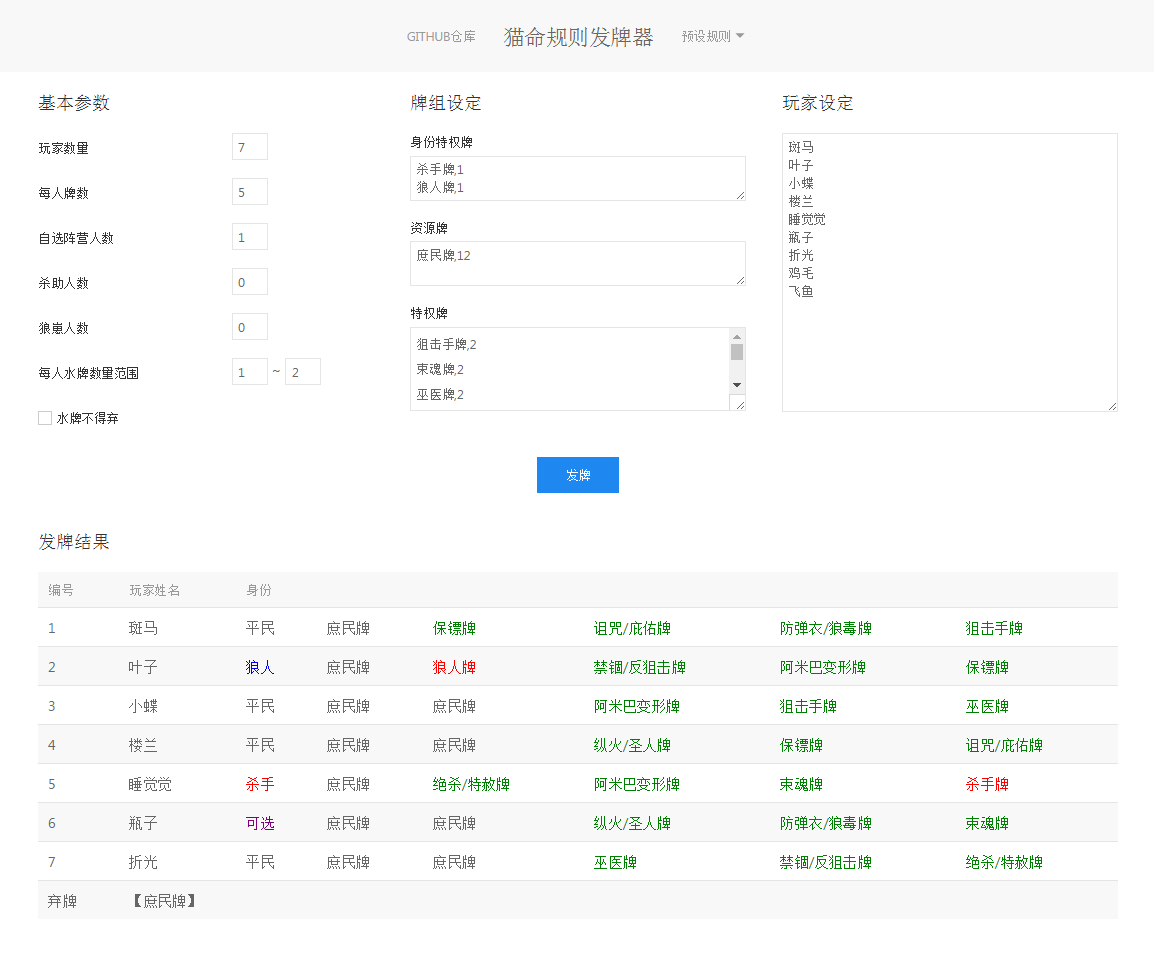 GITHUB仓库 猫命规则发牌器 预设规则
基本参数
玩家数量 7
每人牌数 5
自选阵营人数 1
杀助人数 0
狼崽人数 0
每人水牌数量范围 1 ~ 2
水牌不得弃
牌组设定
身份特权牌
杀手牌,1
狼人牌,1
资源牌
庶民牌,12
特权牌
狙击手牌,2
束魂牌,2
巫医牌,2
玩家设定
斑马
叶子
小蝶
楼兰
睡觉觉
瓶子
折光
鸡毛
飞鱼
发牌
发牌结果
编号 玩家姓名 身份
1 斑马 平民 庶民牌 保镖牌 诅咒/庇佑牌 防弹衣/狼毒牌 狙击手牌
2 叶子 狼人 庶民牌 狼人牌 禁锢/反狙击牌 阿米巴变形牌 保镖牌
3 小蝶 平民 庶民牌 庶民牌 阿米巴变形牌 狙击手牌 巫医牌
4 楼兰 平民 庶民牌 庶民牌 纵火/圣人牌 保镖牌 诅咒/庇佑牌
5 睡觉觉 杀手 庶民牌 绝杀/特赦牌 阿米巴变形牌 束魂牌 杀手牌
6 瓶子 可选 庶民牌 庶民牌 纵火/圣人牌 防弹衣/狼毒牌 束魂牌
7 折光 平民 庶民牌 庶民牌 巫医牌 禁锢/反狙击牌 绝杀/特赦牌
弃牌 【庶民牌】